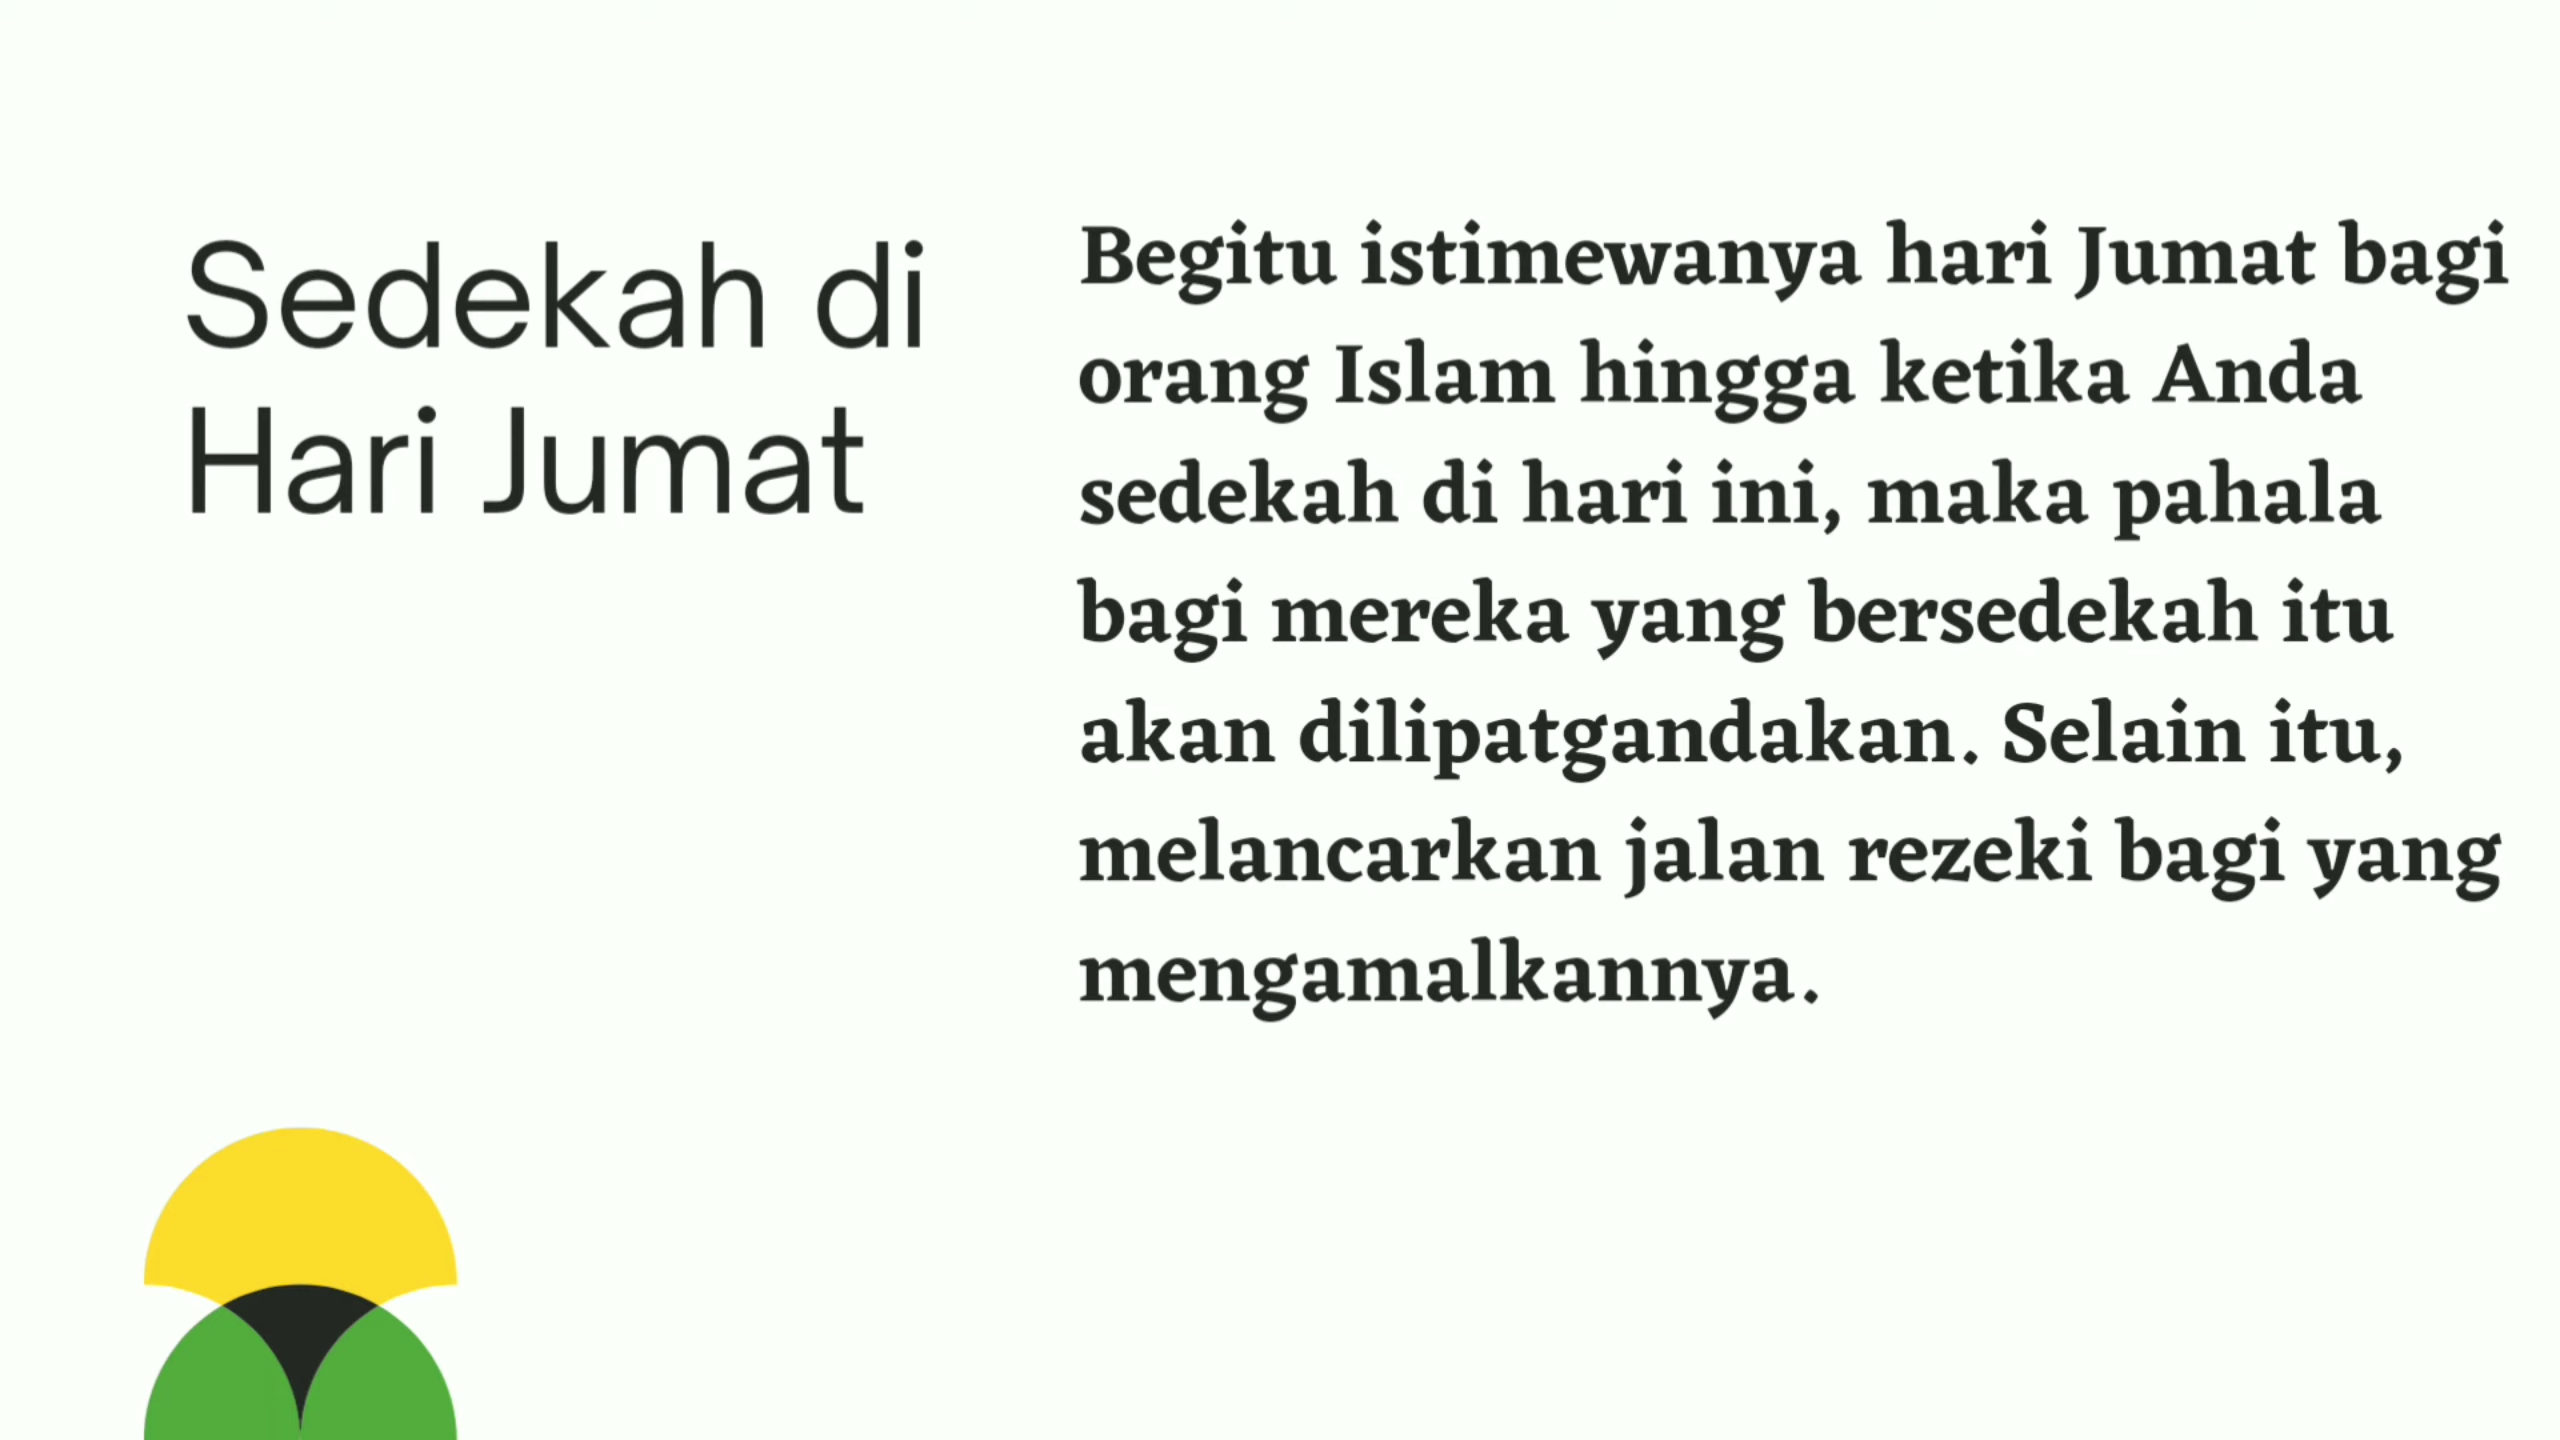 Sedekah di
Hari Jumat
Begitu istimewanya hari Jumat bagi
orang Islam hingga ketika Anda
sedekah di hari ini, maka pahala
bagi mereka yang bersedekah itu
akan dilipatgandakan. Selain itu,
melancarkan jalan rezeki bagi yang
mengamalkannya.